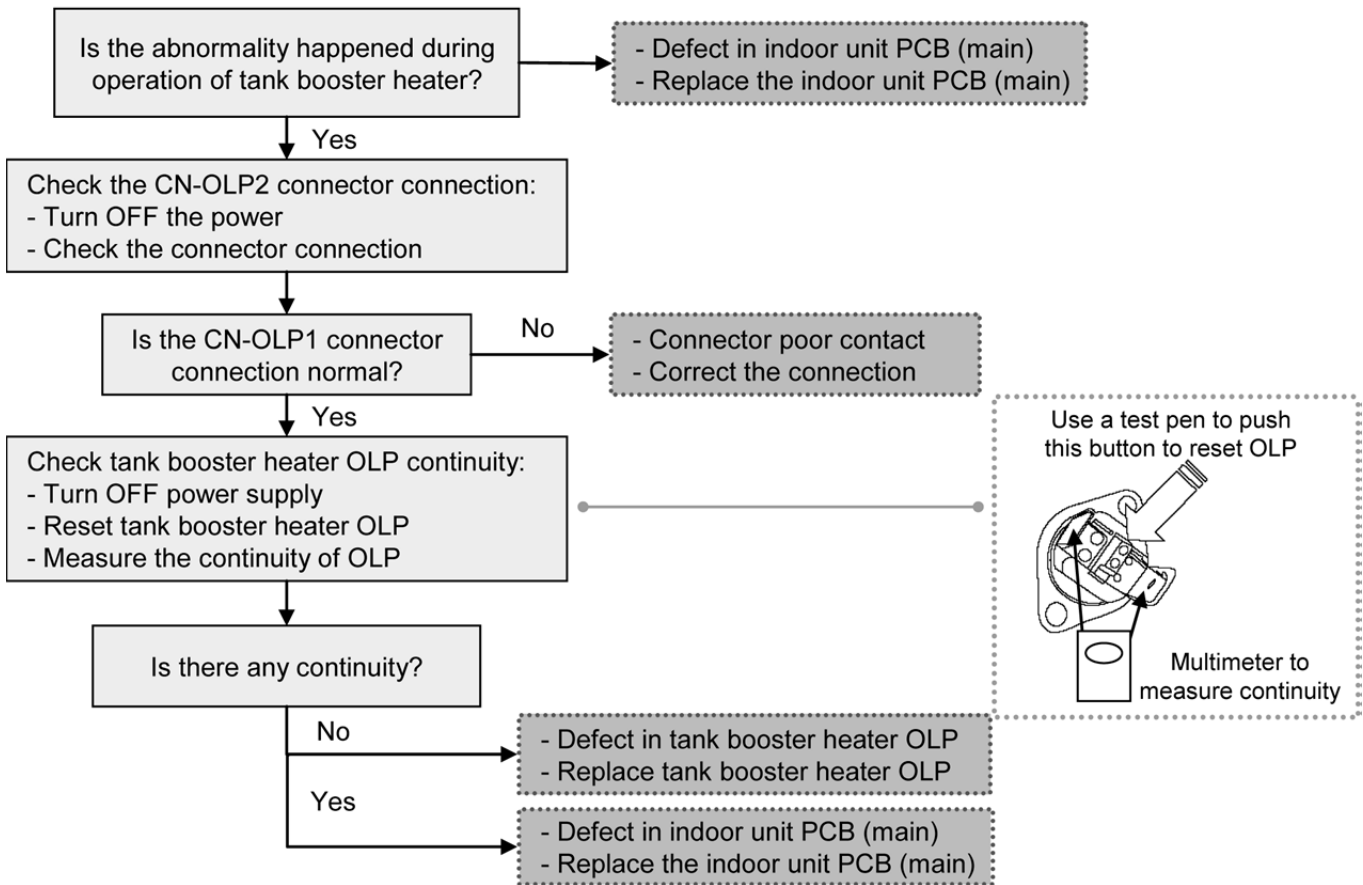 Is the abnormality happened during
operation of tank booster heater?
- Defect in indoor unit PCB (main)
- Replace the indoor unit PCB (main)
Yes
Check the CN-OLP2 connector connection:
- Turn OFF the power
- Check the connector connection
Is the CN-OLP1 connector
connection normal?
No
- Connector poor contact
- Correct the connection
Yes
Check tank booster heater OLP continuity:
- Turn OFF power supply
- Reset tank booster heater OLP
- Measure the continuity of OLP
Use a test pen to push
this button to reset OLP
Multimeter to
measure continuity
Is there any continuity?
No
- Defect in tank booster heater OLP
- Replace tank booster heater OLP
Yes
- Defect in indoor unit PCB (main)
- Replace the indoor unit PCB (main)